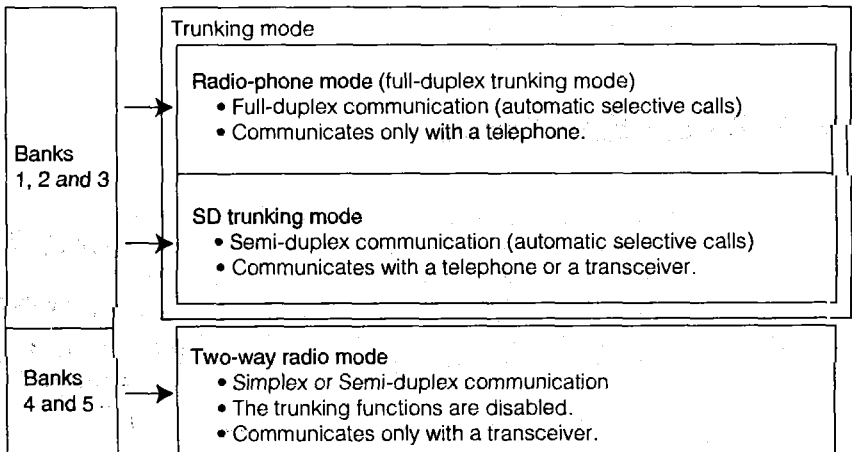 Trunking mode
Banks
1, 2 and 3
Radio-phone mode (full-duplex trunking mode)
• Full-duplex communication (automatic selective calls)
• Communicates only with a telephone.
SD trunking mode
• Semi-duplex communication (automatic selective calls)
• Communicates with a telephone or a transceiver.
Banks
4 and 5
Two-way radio mode
• Simplex or Semi-duplex communication
• The trunking functions are disabled.
• Communicates only with a transceiver.